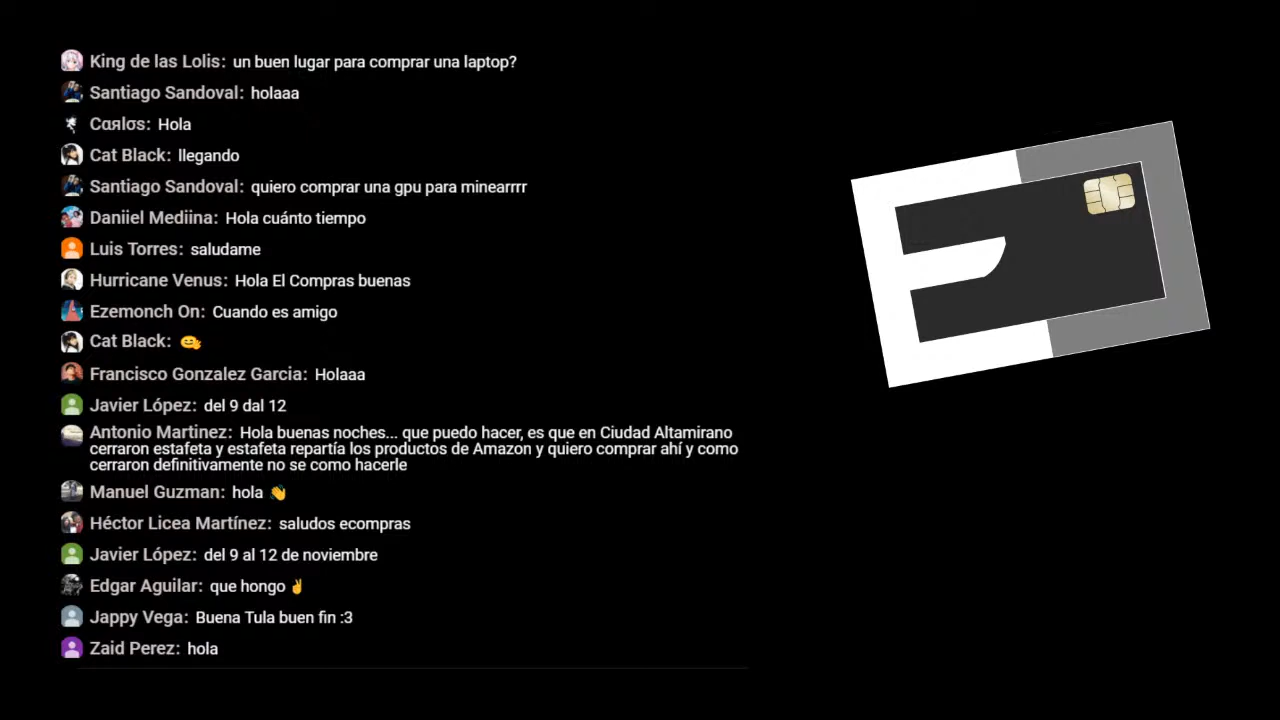 King de las Lolis: un buen lugar para comprar una laptop?
Santiago Sandoval: holaaa
Cαяlσs: Hola
Cat Black: llegando
Santiago Sandoval: quiero comprar una gpu para minearrrr
Daniiel Mediina: Hola cuánto tiempo
Luis Torres: saludame
Hurricane Venus: Hola El Compras buenas
Ezemonch On: Cuando es amigo
Cat Black:
Francisco Gonzalez Garcia: Holaaa
Javier López: del 9 dal 12
Antonio Martinez: Hola buenas noches... que puedo hacer, es que en Ciudad Altamirano
cerraron estafeta y estafeta repartía los productos de Amazon y quiero comprar ahí y como
cerraron definitivamente no se como hacerle
Manuel Guzman: hola 👋
Héctor Licea Martínez: saludos ecompras
Javier López: del 9 al 12 de noviembre
Edgar Aguilar: que hongo ✌️
Jappy Vega: Buena Tula buen fin :3
Zaid Perez: hola